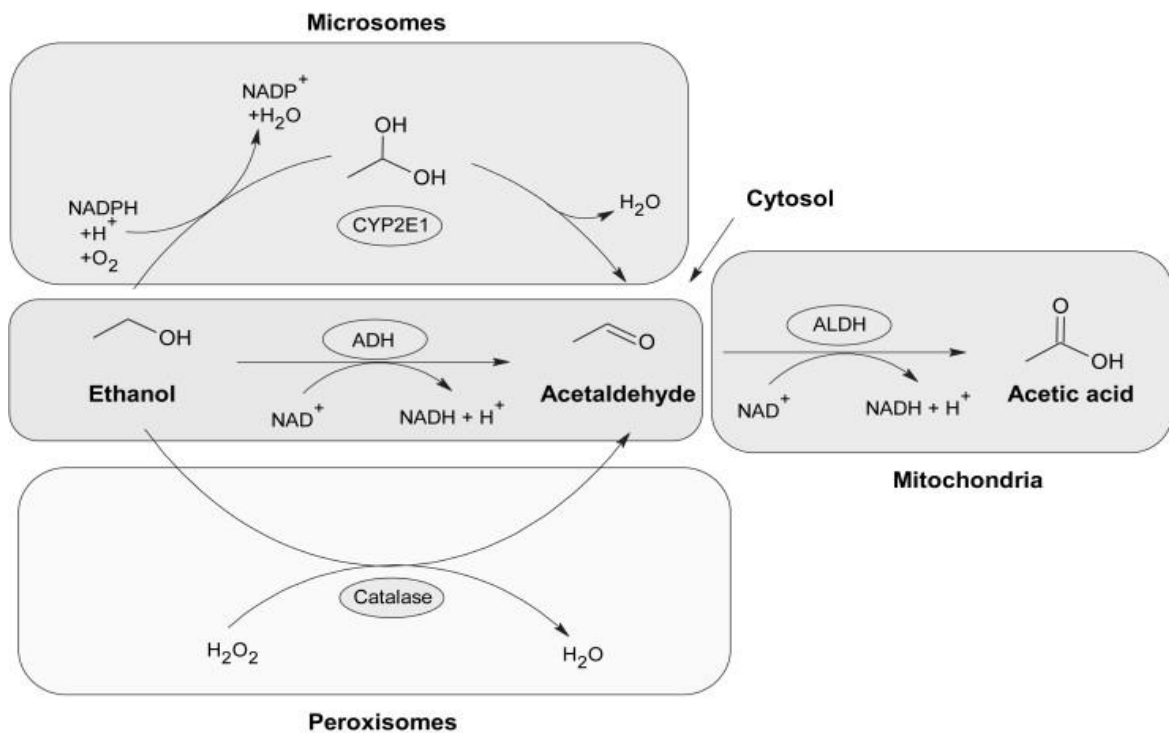 Microsomes
NADP⁺
+H₂O
OH
OH
NADPH
+H⁺
+O₂
CYP2E1
H₂O
Cytosol
OH
Ethanol
ADH
NAD⁺
NADH + H⁺
O
Acetaldehyde
ALDH
NAD⁺
NADH + H⁺
O
OH
Acetic acid
Mitochondria
Catalase
H₂O₂
H₂O
Peroxisomes